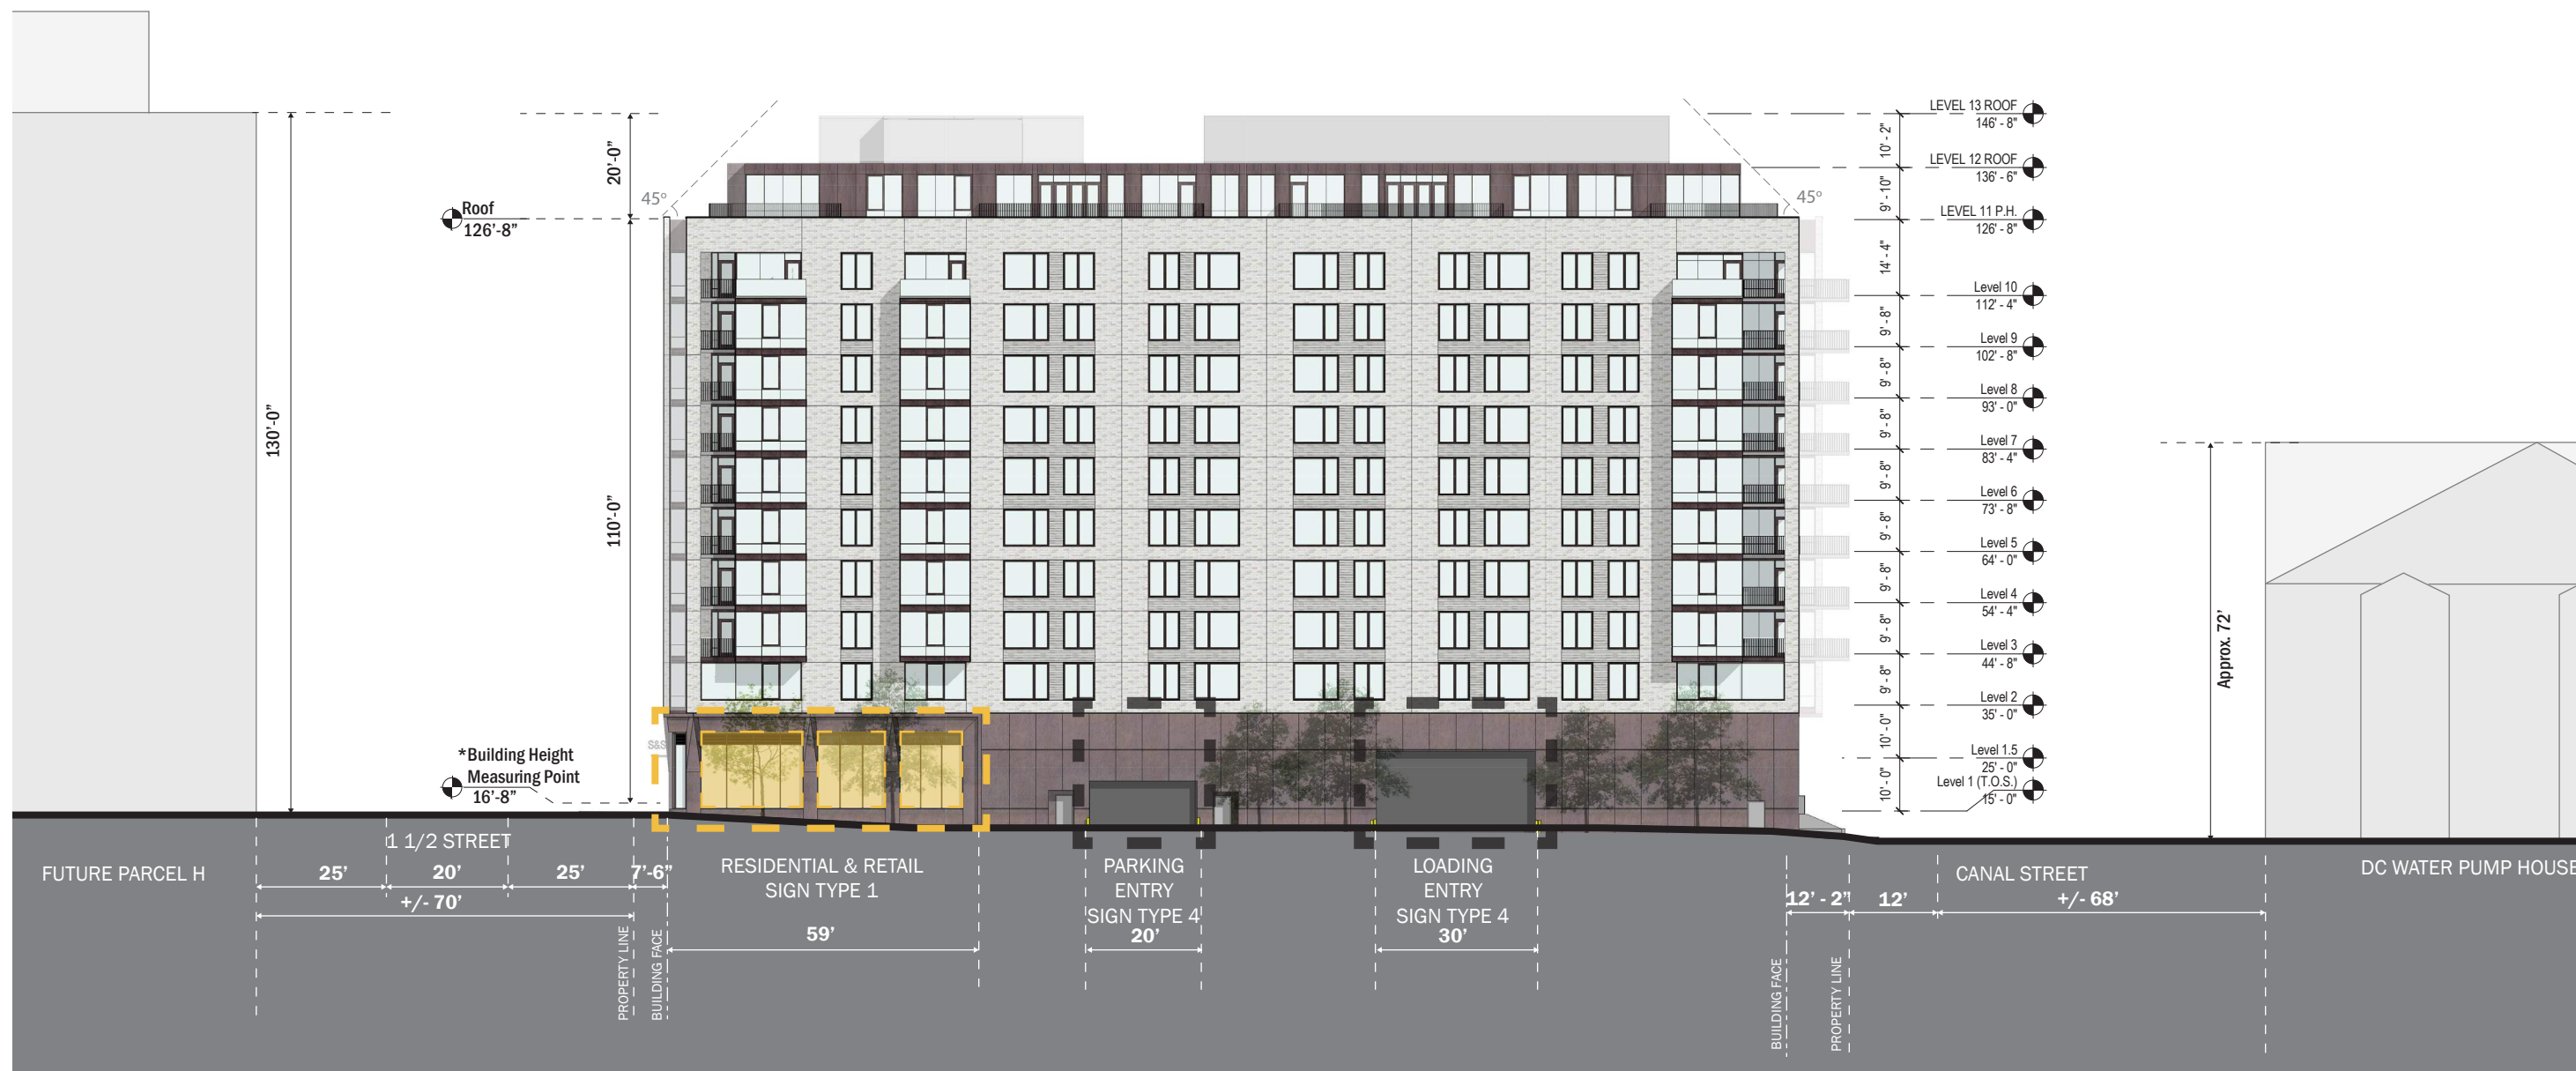 LEVEL 13 ROOF
146' - 8"
10' - 2"
LEVEL 12 ROOF
136' - 6"
9' - 10"
LEVEL 11 P.H.
126' - 8"
14' - 4"
Level 10
112' - 4"
9' - 8"
Level 9
102' - 8"
9' - 8"
Level 8
93' - 0"
9' - 8"
Level 7
83' - 4"
9' - 8"
Level 6
73' - 8"
9' - 8"
Level 5
64' - 0"
9' - 8"
Level 4
54' - 4"
9' - 8"
Level 3
44' - 8"
9' - 8"
Level 2
35' - 0"
10' - 0"
Level 1.5
25' - 0"
10' - 0"
Level 1 (T.O.S.)
15' - 0"
20'-0"
45°
45°
Roof
126'-8"
130'-0"
110'-0"
*Building Height
Measuring Point
16'-8"
S&S
Approx. 72'
1 1/2 STREET
FUTURE PARCEL H
25'
20'
25'
7'-6"
+/- 70'
PROPERTY LINE
BUILDING FACE
RESIDENTIAL & RETAIL
SIGN TYPE 1
59'
PARKING
ENTRY
SIGN TYPE 4
20'
LOADING
ENTRY
SIGN TYPE 4
30'
BUILDING FACE
PROPERTY LINE
12' - 2"
12'
CANAL STREET
+/- 68'
DC WATER PUMP HOUSE